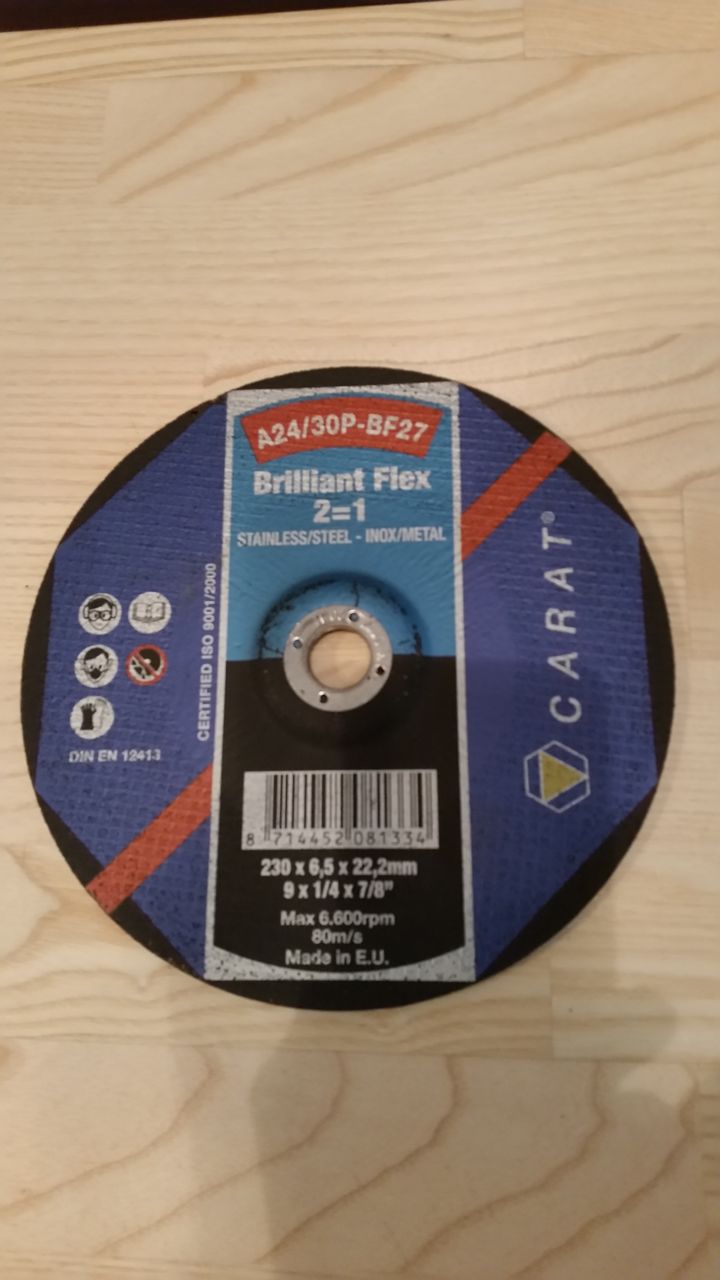 A24/30P-BF27
Brilliant Flex
2=1
STAINLESS/STEEL - INOX/METAL
CERTIFIED ISO 9001/2000
DIN EN 12413
CARAT®
8 714452 081334
230 x 6,5 x 22,2mm
9 x 1/4 x 7/8"
Max 6.600rpm
80m/s
Made in E.U.